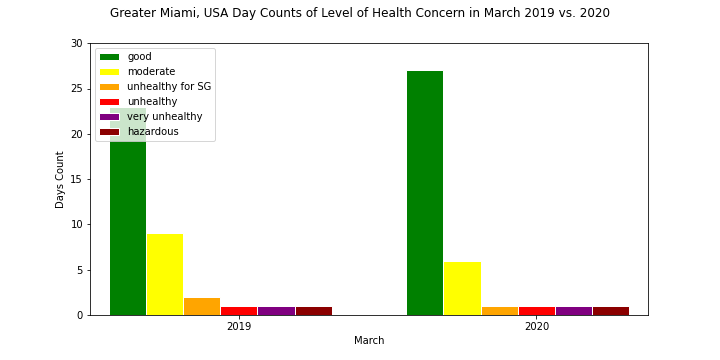 Greater Miami, USA Day Counts of Level of Health Concern in March 2019 vs. 2020
30
25
20
15
10
5
0
Days Count
good
moderate
unhealthy for SG
unhealthy
very unhealthy
hazardous
2019
2020
March